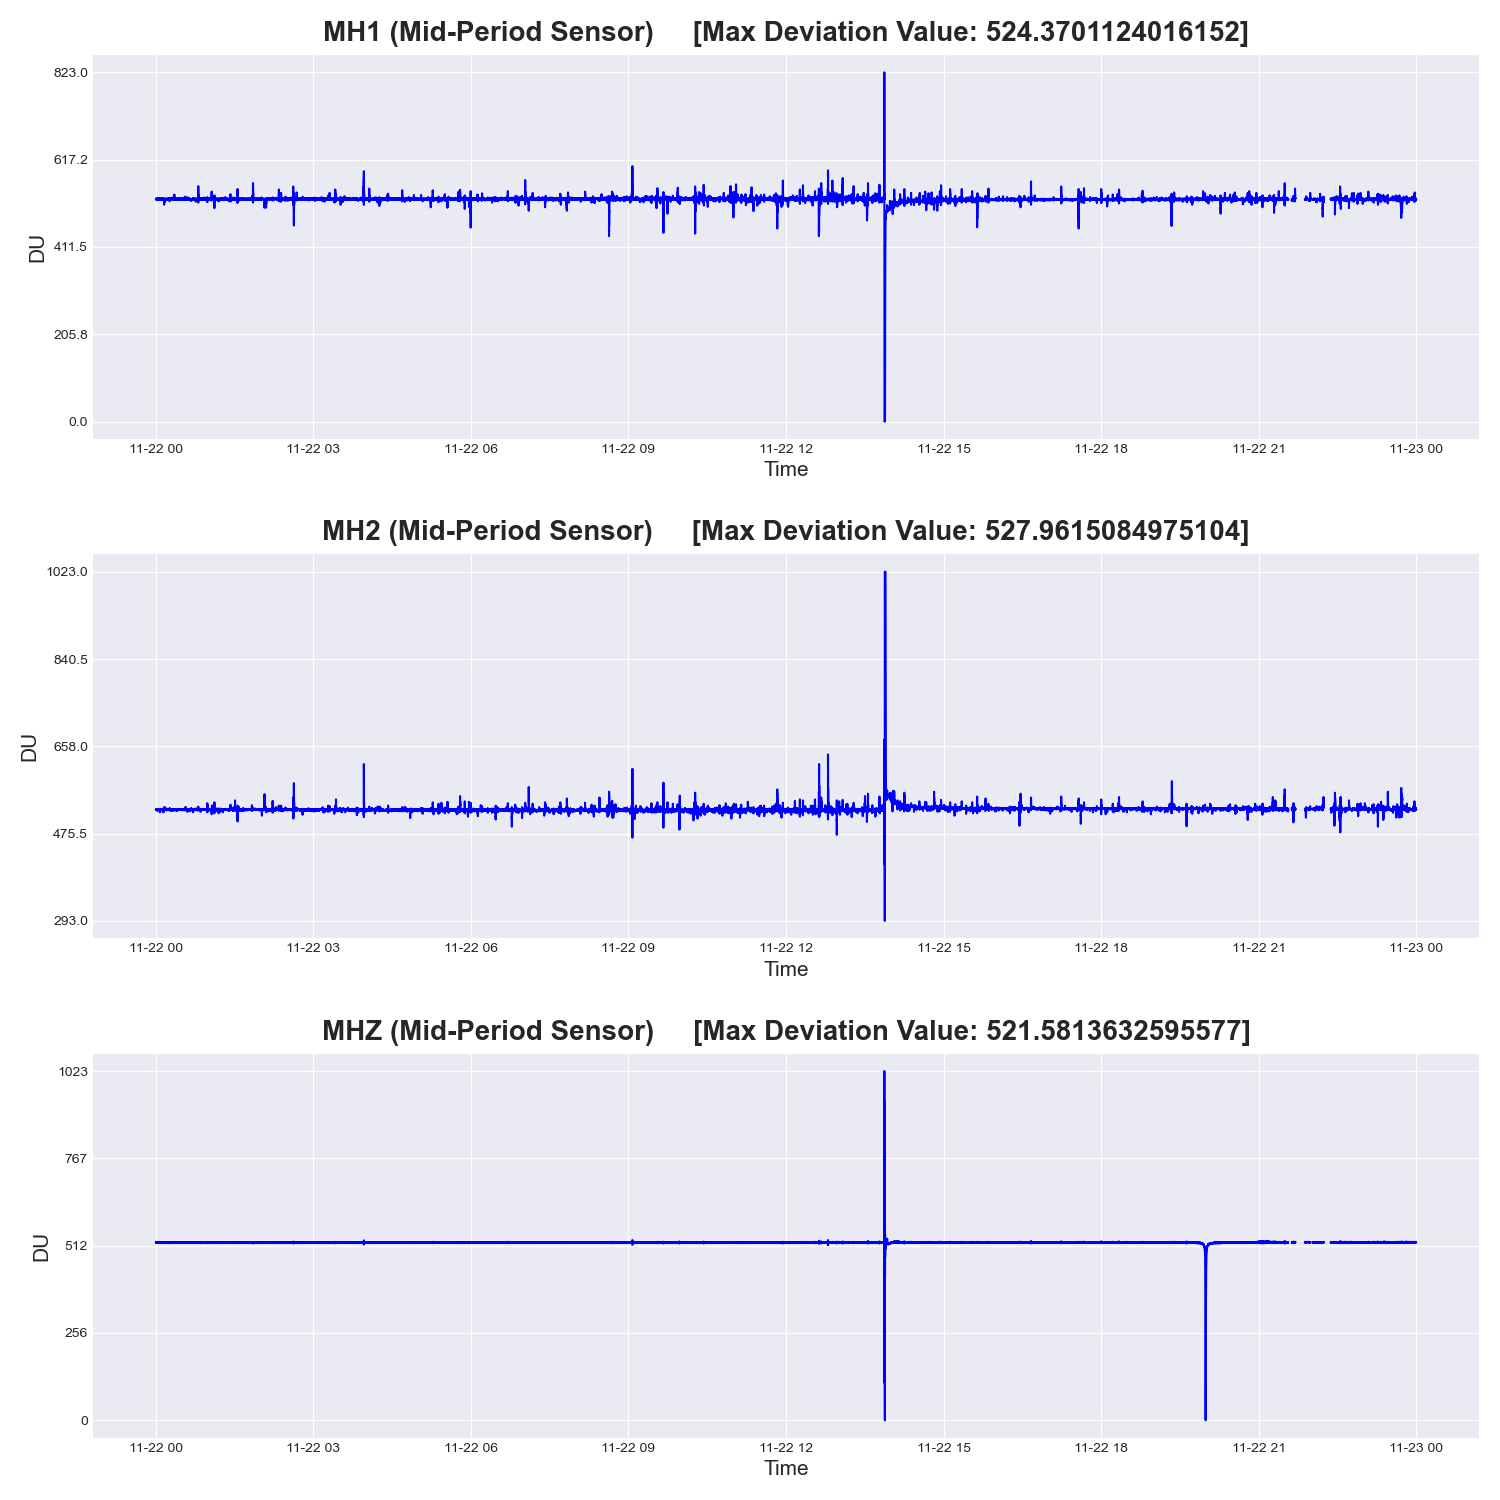 MH1 (Mid-Period Sensor) [Max Deviation Value: 524.3701124016152]
823.0
617.2
411.5
205.8
0.0
DU
11-22 00 11-22 03 11-22 06 11-22 09 11-22 12 11-22 15 11-22 18 11-22 21 11-23 00
Time
MH2 (Mid-Period Sensor) [Max Deviation Value: 527.9615084975104]
1023.0
840.5
658.0
475.5
293.0
DU
11-22 00 11-22 03 11-22 06 11-22 09 11-22 12 11-22 15 11-22 18 11-22 21 11-23 00
Time
MHZ (Mid-Period Sensor) [Max Deviation Value: 521.5813632595577]
1023
767
512
256
0
DU
11-22 00 11-22 03 11-22 06 11-22 09 11-22 12 11-22 15 11-22 18 11-22 21 11-23 00
Time